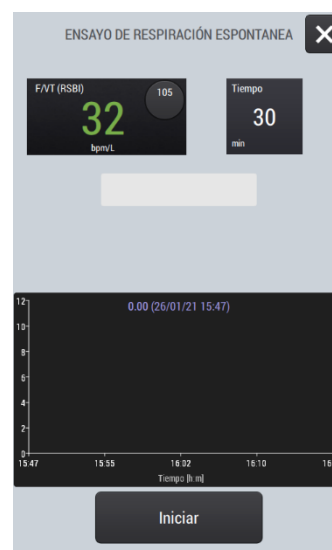 ENSAYO DE RESPIRACIÓN ESPONTANEA
F/VT (RSBI)
105
32
bpm/L
Tiempo
30
min
0.00 (26/01/21 15:47)
12
10
8
6
4
2
0
15:47 15:55 16:02 16:10 16
Tiempo [h:m]
Iniciar